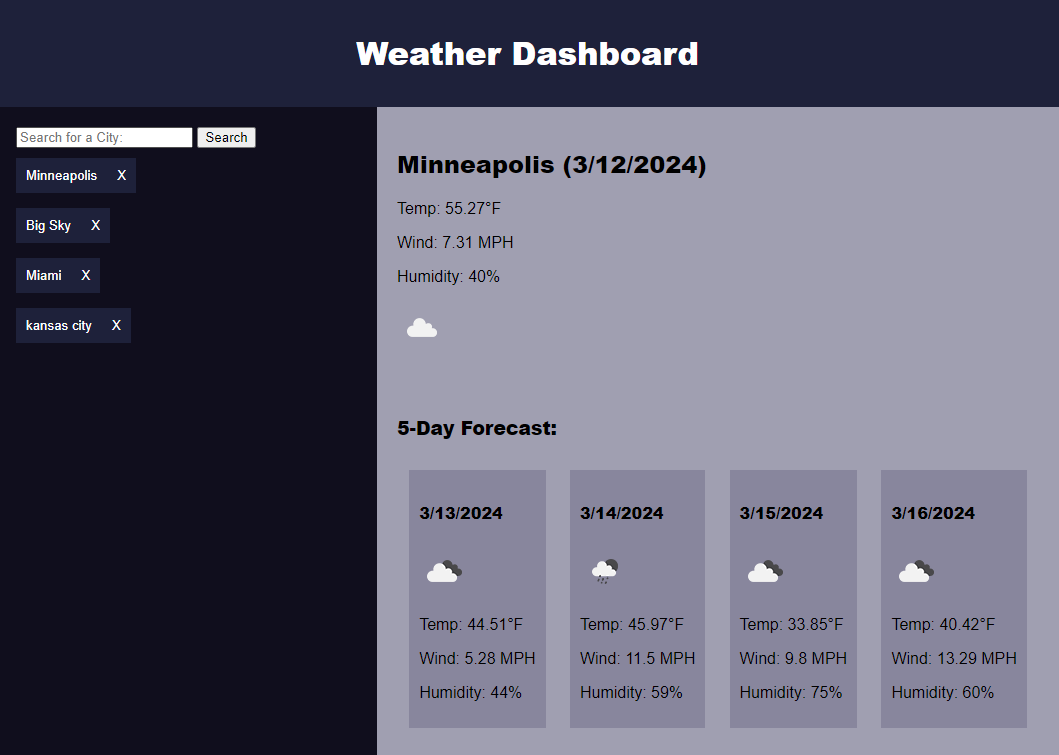 Weather Dashboard
Search for a City: Search
Minneapolis X
Big Sky X
Miami X
kansas city X
Minneapolis (3/12/2024)
Temp: 55.27°F
Wind: 7.31 MPH
Humidity: 40%
5-Day Forecast:
3/13/2024
Temp: 44.51°F
Wind: 5.28 MPH
Humidity: 44%
3/14/2024
Temp: 45.97°F
Wind: 11.5 MPH
Humidity: 59%
3/15/2024
Temp: 33.85°F
Wind: 9.8 MPH
Humidity: 75%
3/16/2024
Temp: 40.42°F
Wind: 13.29 MPH
Humidity: 60%